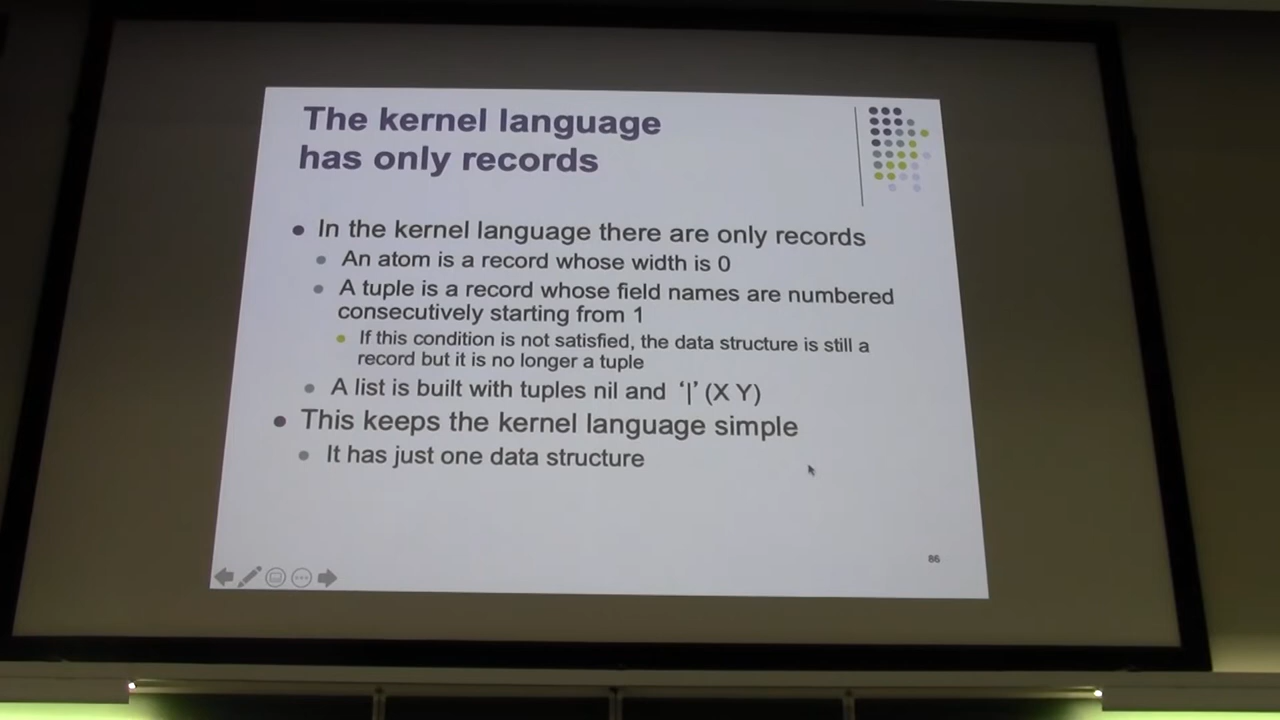 The kernel language
has only records
● In the kernel language there are only records
● An atom is a record whose width is 0
● A tuple is a record whose field names are numbered
consecutively starting from 1
● If this condition is not satisfied, the data structure is still a
record but it is no longer a tuple
● A list is built with tuples nil and ‘|’ (X Y)
● This keeps the kernel language simple
● It has just one data structure
86